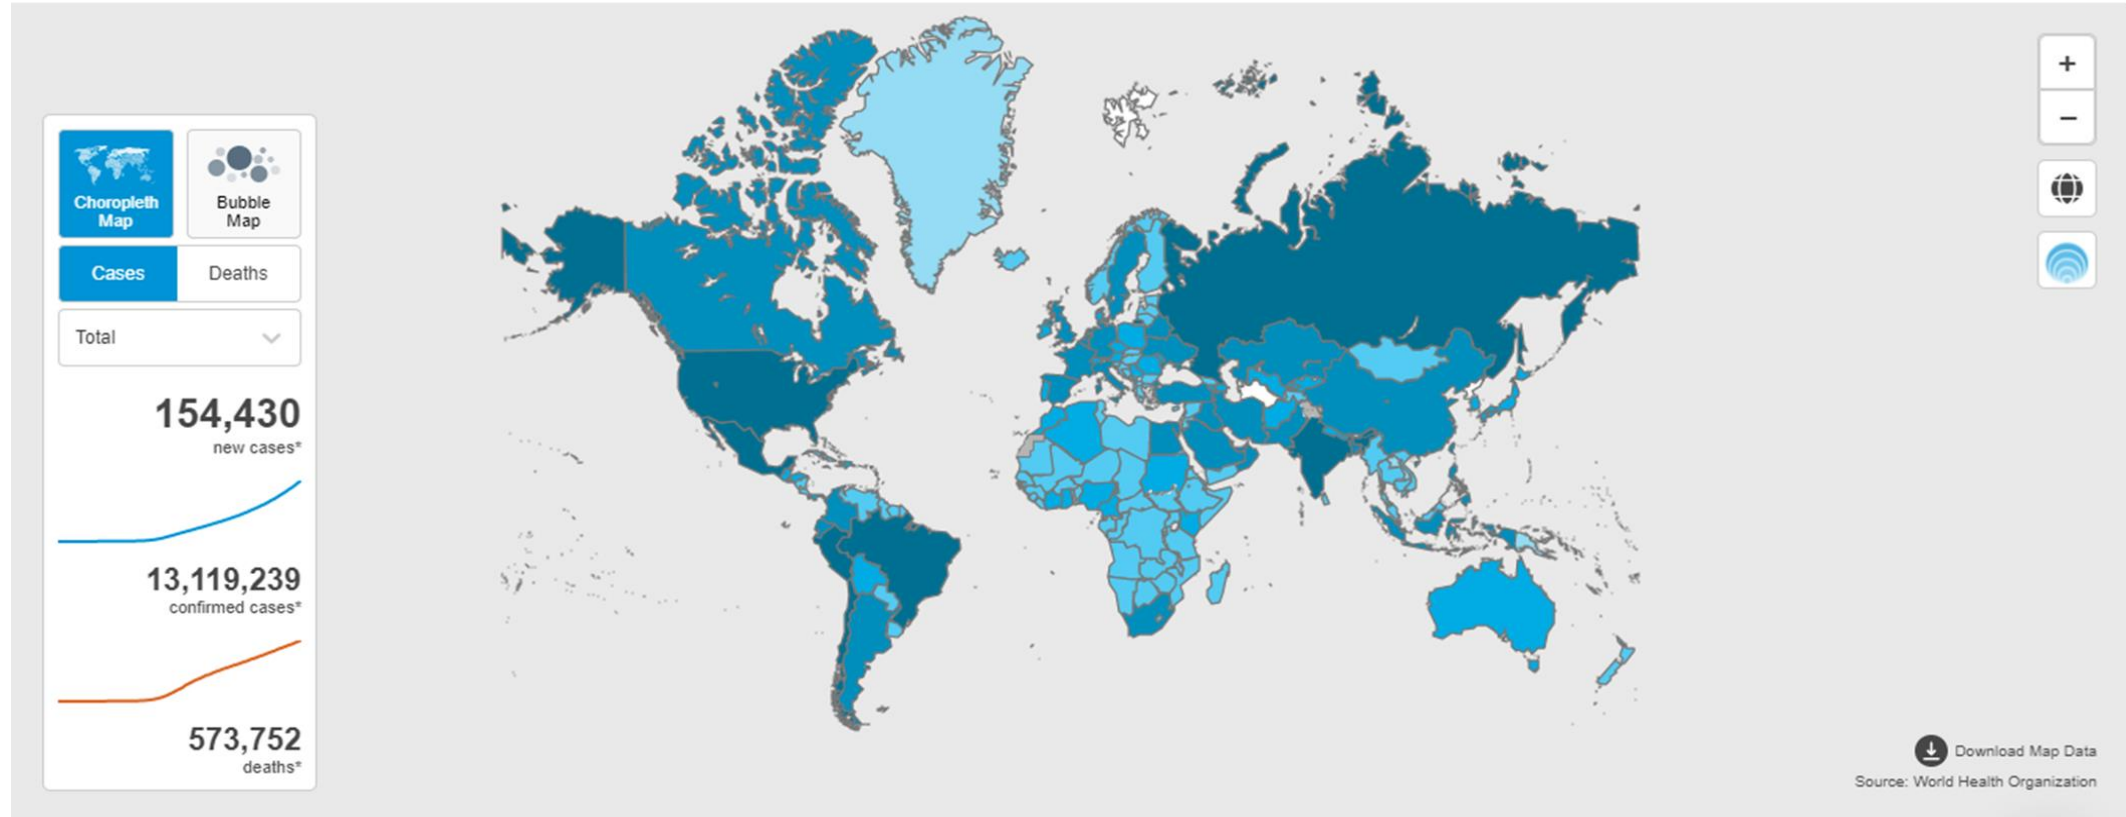 Choropleth
Map
Bubble
Map
Cases
Deaths
Total
154,430
new cases*
13,119,239
confirmed cases*
573,752
deaths*
+
−
Download Map Data
Source: World Health Organization